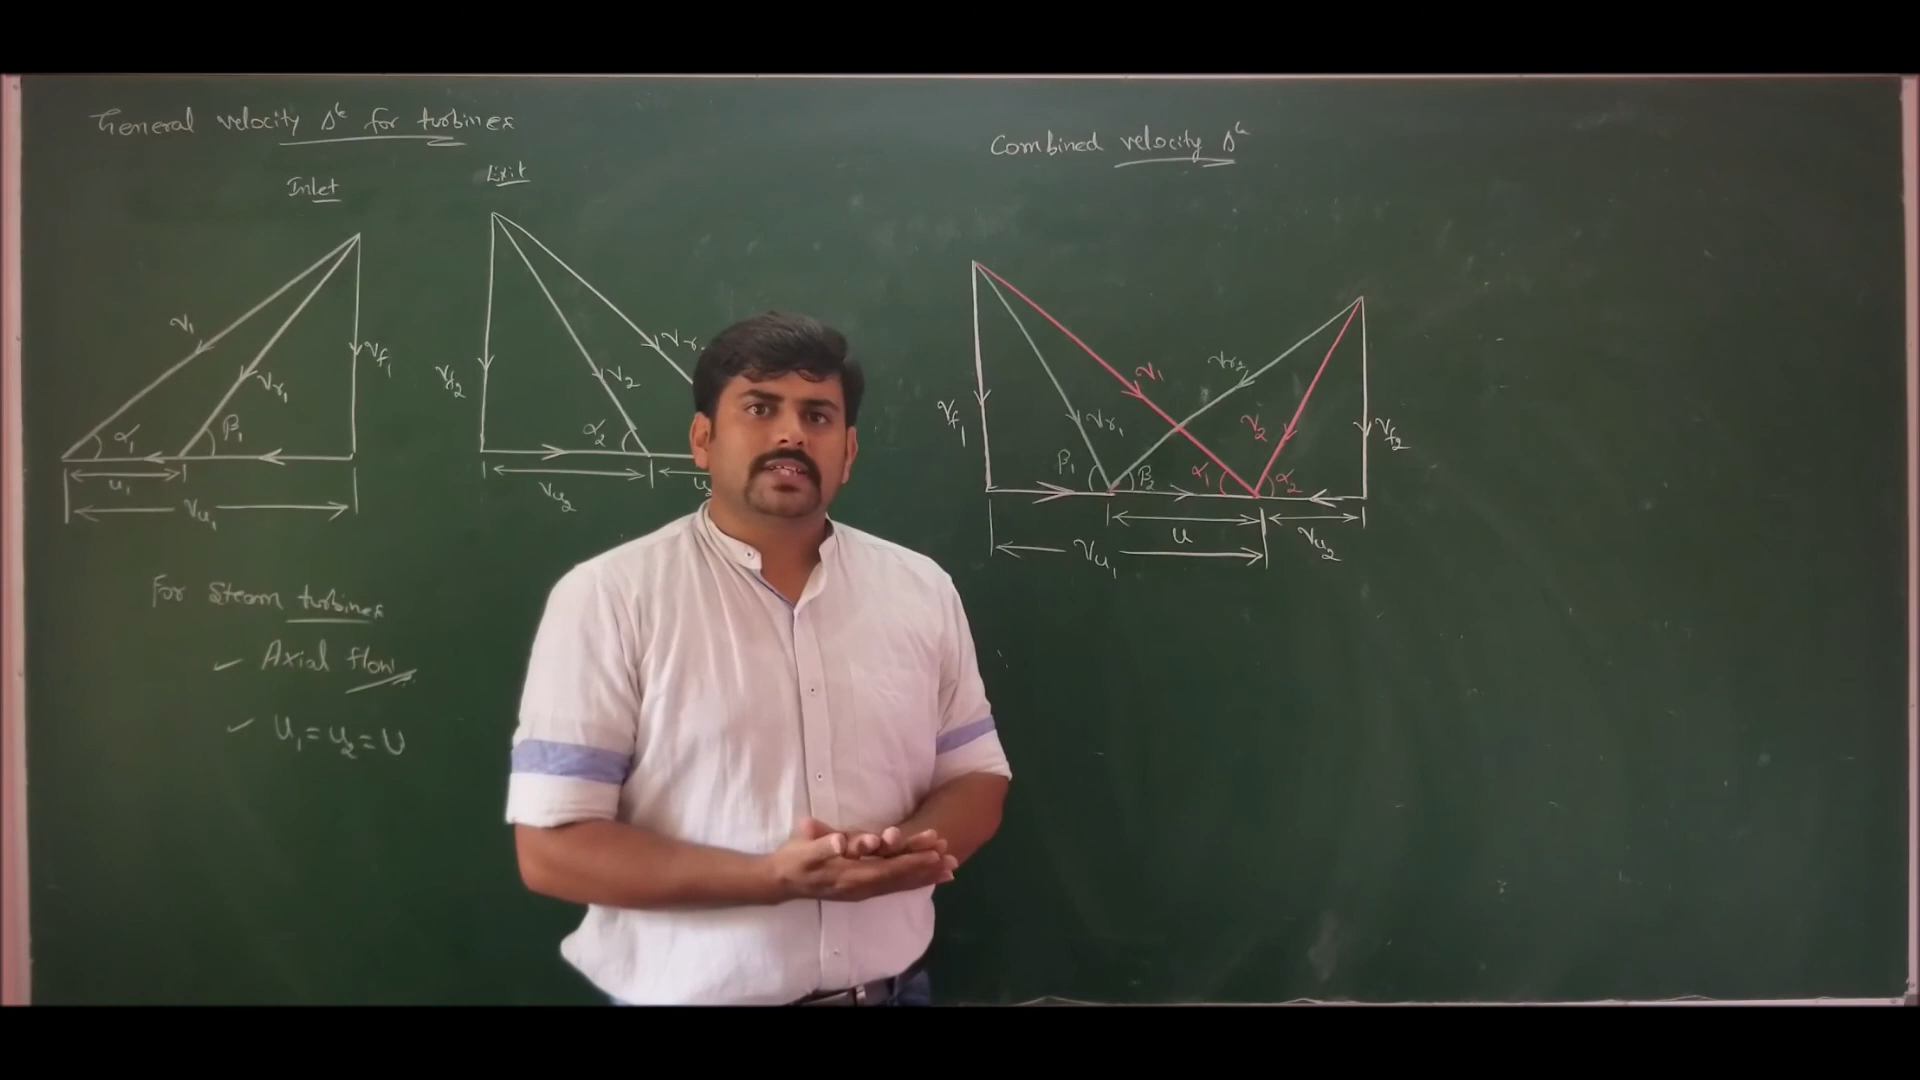 General velocity Δle for turbines
Inlet
Exit
V1
Vr1
Vf1
α1
β1
u1
Vu1
Vf2
V2
Vr
α2
Vu2
u2
For Steam turbines
✓ Axial flow
✓ U1 = U2 = U
Combined velocity Δle
Vf1
Vr1
V1
Vr2
V2
Vf2
β1
β2
α1
α2
u
Vu1
Vu2